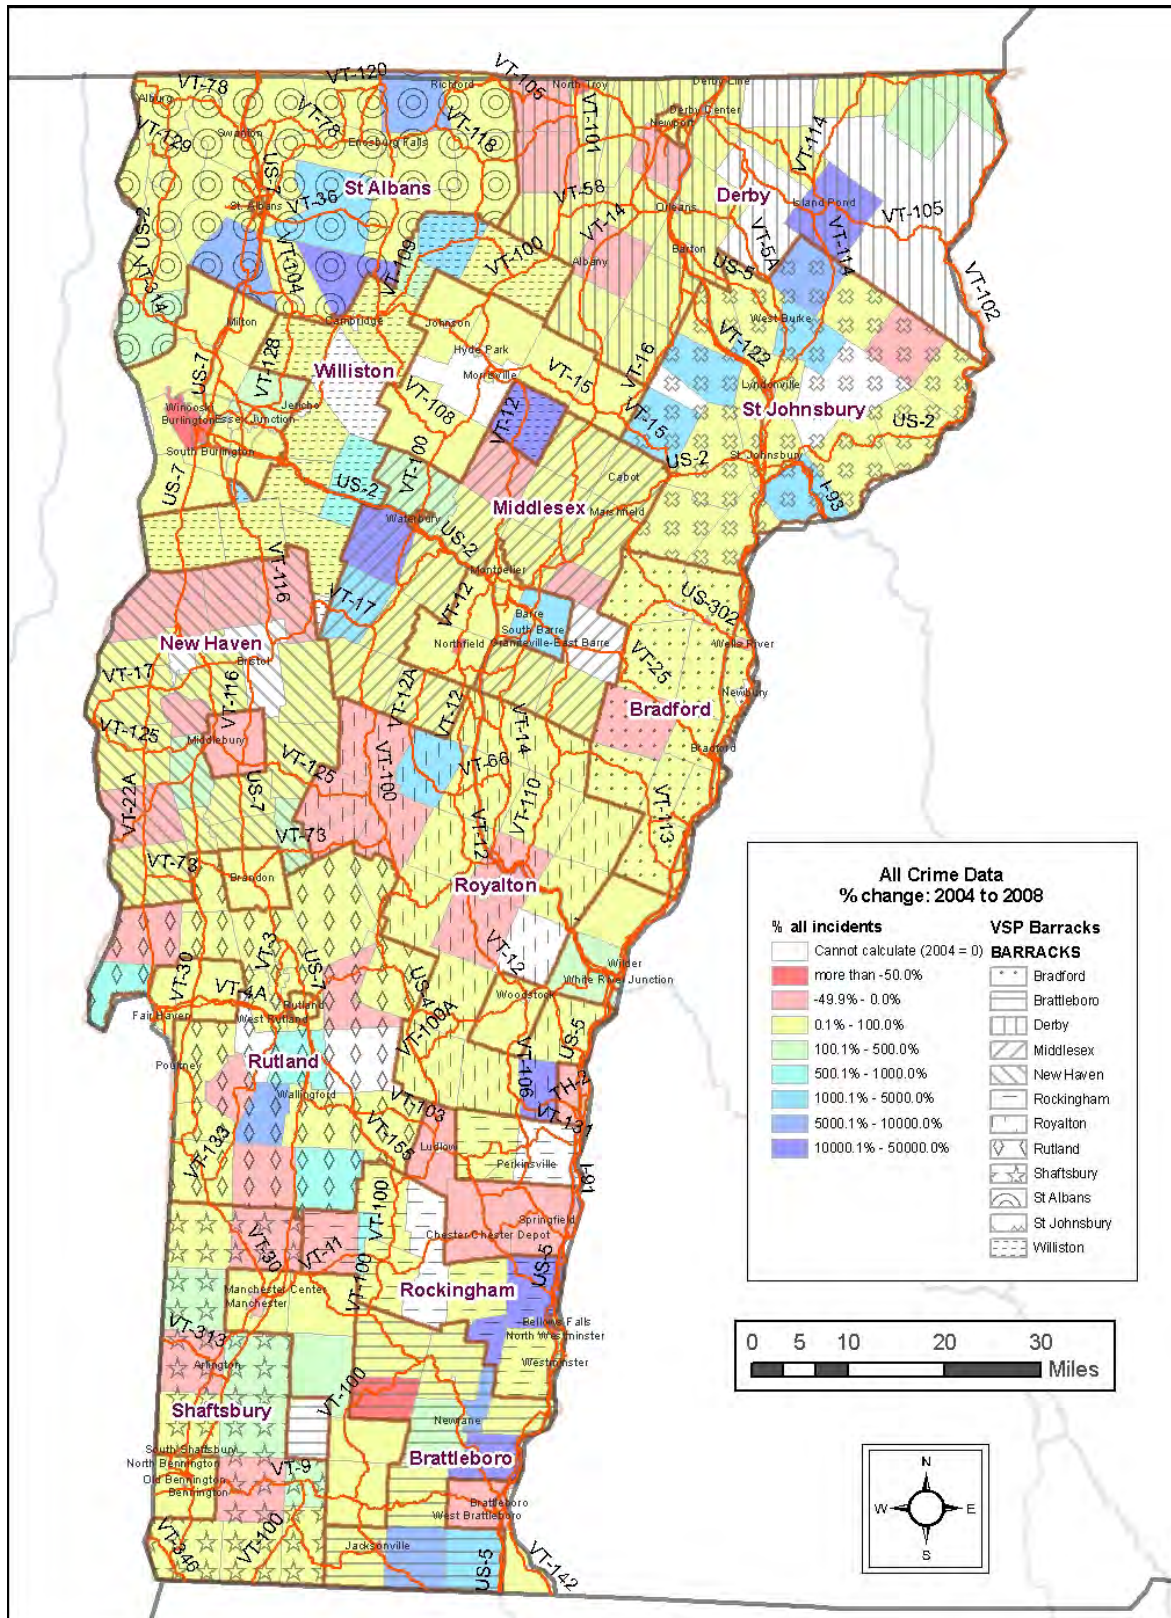 VT-78
VT-120
Richford
VT-105
North Troy
Derby Line
Alburg
VT-129
Swanton
VT-78
Enosburg Falls
VT-118
VT-101
Derby Center
Newport
VT-114
US-7
St Albans
St. Albans
VT-36
VT-58
VT-14
Orleans
Derby
Island Pond
VT-105
US-2
VT-104
VT-109
VT-100
Albany
Barton
US-5
VT-5A
VT-114
VT-102
Milton
Cambridge
Johnson
West Burke
US-7
VT-128
Williston
Hyde Park
Morrisville
VT-15
VT-16
VT-122
Lyndonville
St Johnsbury
Winooski
Burlington
Essex Junction
Jericho
VT-108
VT-12
VT-15
US-2
South Burlington
US-7
US-2
VT-100
Cabot
US-2
St Johnsbury
I-93
Waterbury
US-2
Middlesex
Marshfield
VT-116
VT-17
Montpelier
VT-12
US-302
New Haven
Bristol
Barre
South Barre
Graniteville-East Barre
Northfield
Wells River
VT-17
VT-116
VT-12A
VT-12
VT-25
Newbury
VT-125
Middlebury
VT-125
VT-100
VT-14
Bradford
Bradford
VT-22A
US-7
VT-66
VT-110
VT-73
VT-12
VT-113
VT-73
Brandon
Royalton
VT-30
VT-3
US-7
VT-12
Wilder
White River Junction
VT-4A
Rutland
West Rutland
Fair Haven
US-4
VT-100A
Woodstock
US-5
Poultney
Rutland
Wallingford
VT-106
TH-2
VT-133
VT-103
VT-155
Ludlow
VT-131
Perkinsville
I-91
VT-100
Springfield
Chester-Chester Depot
VT-30
VT-11
VT-100
US-5
Manchester Center
Manchester
Rockingham
Bellows Falls
North Westminster
Westminster
VT-313
Arlington
VT-100
Newfane
Shaftsbury
South Shaftsbury
North Bennington
Old Bennington
Bennington
VT-9
Brattleboro
Brattleboro
West Brattleboro
VT-346
VT-100
Jacksonville
US-5
VT-142
All Crime Data
% change: 2004 to 2008
% all incidents
Cannot calculate (2004 = 0)
more than -50.0%
-49.9% - 0.0%
0.1% - 100.0%
100.1% - 500.0%
500.1% - 1000.0%
1000.1% - 5000.0%
5000.1% - 10000.0%
10000.1% - 50000.0%
VSP Barracks
BARRACKS
Bradford
Brattleboro
Derby
Middlesex
New Haven
Rockingham
Royalton
Rutland
Shaftsbury
St Albans
St Johnsbury
Williston
0 5 10 20 30
Miles
N
W E
S